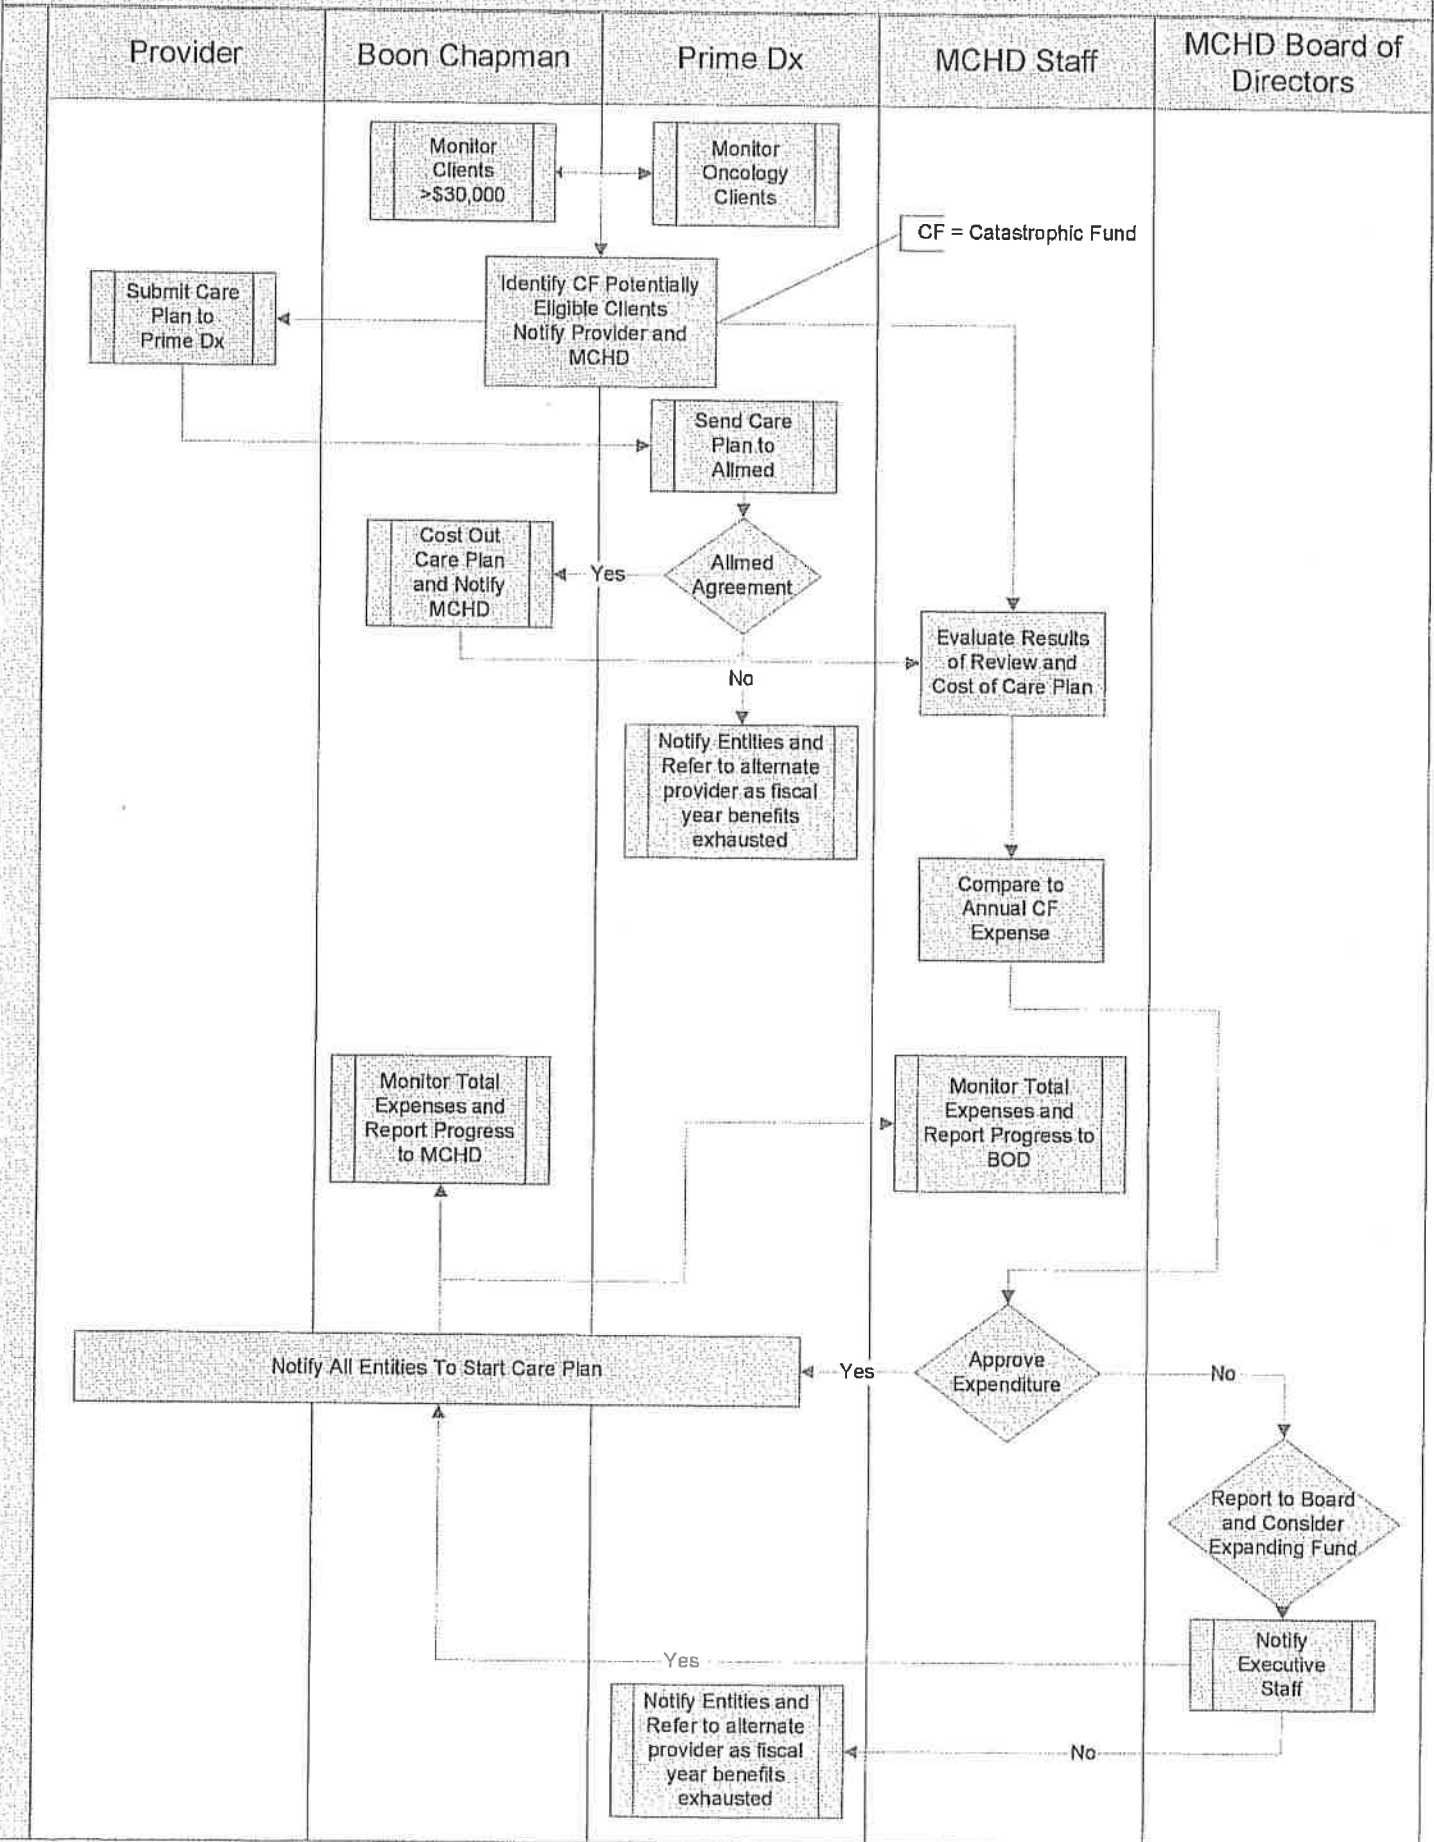 Provider
Boon Chapman
Prime Dx
MCHD Staff
MCHD Board of
Directors
Monitor
Clients
>$30,000
Monitor
Oncology
Clients
CF = Catastrophic Fund
Submit Care
Plan to
Prime Dx
Identify CF Potentially
Eligible Clients
Notify Provider and
MCHD
Send Care
Plan to
Allmed
Cost Out
Care Plan
and Notify
MCHD
Yes
Allmed
Agreement
No
Evaluate Results
of Review and
Cost of Care Plan
Notify Entities and
Refer to alternate
provider as fiscal
year benefits
exhausted
Compare to
Annual CF
Expense
Monitor Total
Expenses and
Report Progress
to MCHD
Monitor Total
Expenses and
Report Progress to
BOD
Notify All Entities To Start Care Plan
Yes
Approve
Expenditure
No
Report to Board
and Consider
Expanding Fund
Notify
Executive
Staff
Yes
Notify Entities and
Refer to alternate
provider as fiscal
year benefits
exhausted
No